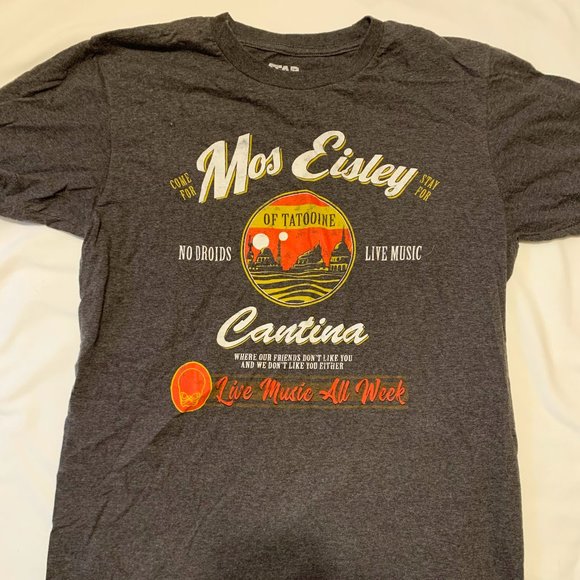 STAR
COME FOR
Mos Eisley
STAY FOR
OF TATOOINE
NO DROIDS
LIVE MUSIC
Cantina
WHERE OUR FRIENDS DON'T LIKE YOU
AND WE DON'T LIKE YOU EITHER
Live Music All Week